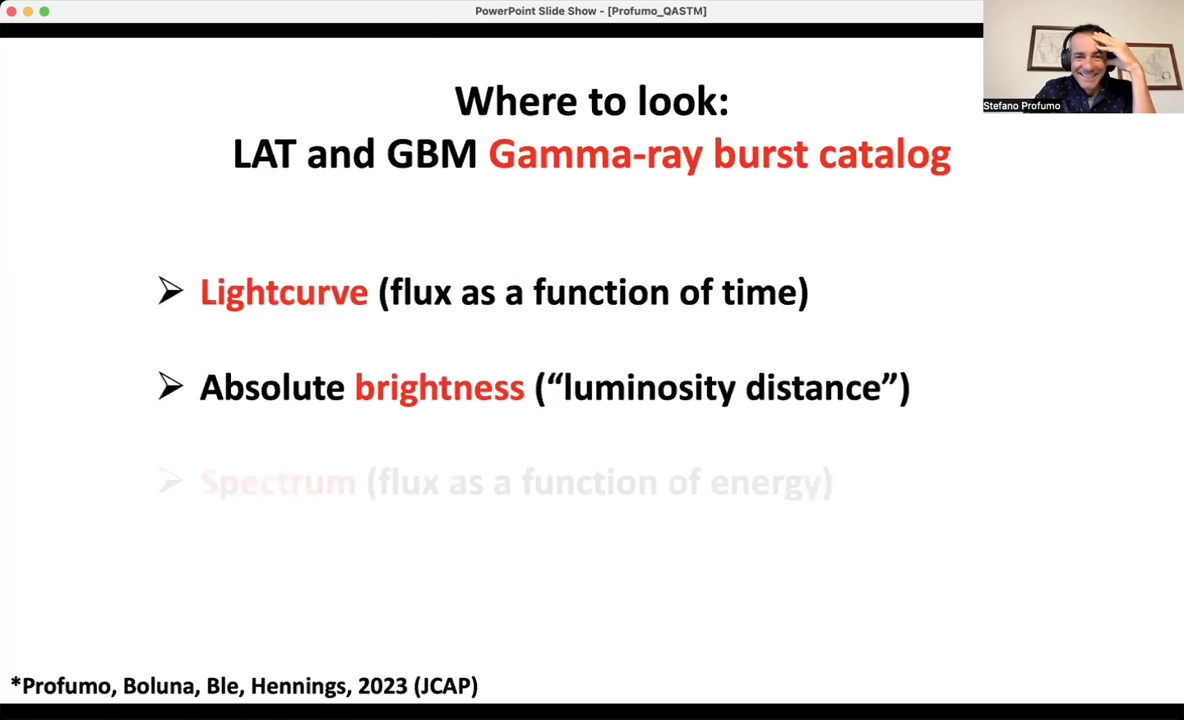 PowerPoint Slide Show - [Profumo_QASTM]
Stefano Profumo
Where to look:
LAT and GBM Gamma-ray burst catalog
➢ Lightcurve (flux as a function of time)
➢ Absolute brightness (“luminosity distance”)
➢ Spectrum (flux as a function of energy)
*Profumo, Boluna, Ble, Hennings, 2023 (JCAP)